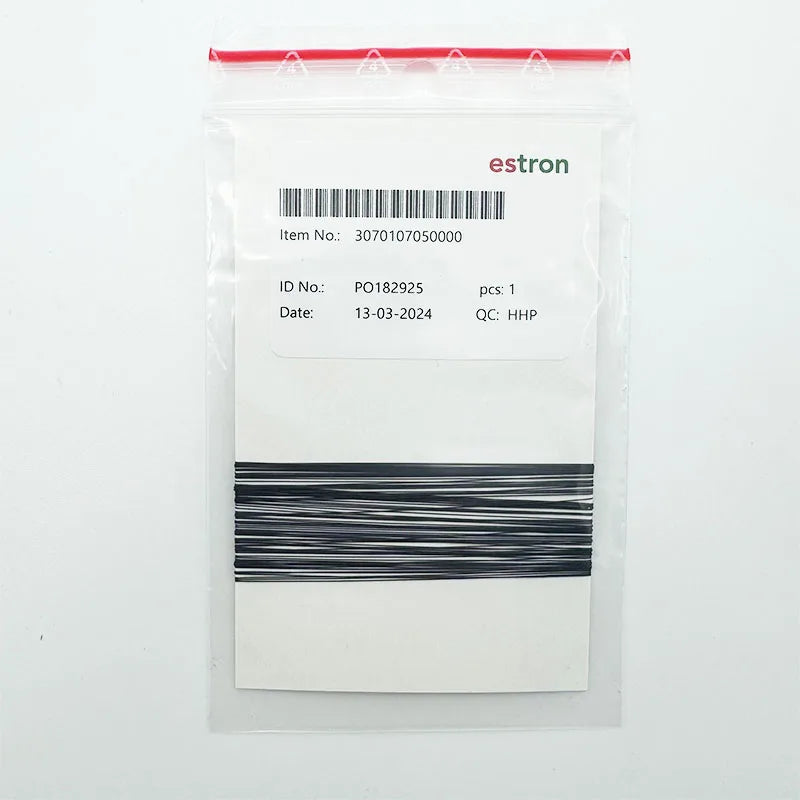 estron
Item No.: 3070107050000
ID No.: PO182925 pcs: 1
Date: 13-03-2024 QC: HHP